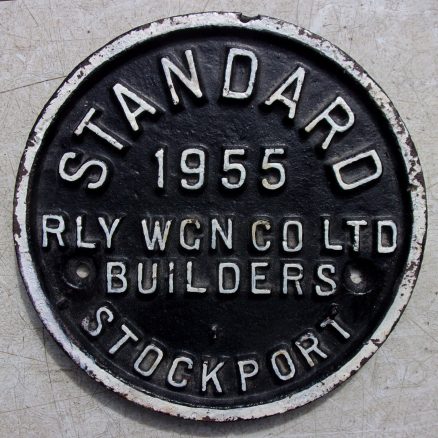 STANDARD
1955
RLY WGN CO LTD
BUILDERS
STOCKPORT